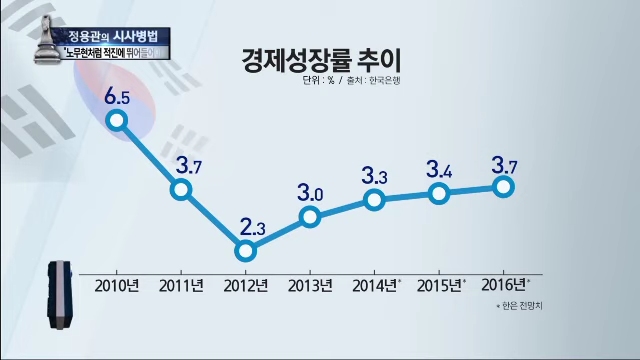 정용관의 시사병법
"노무현처럼 적진에 뛰어들어
경제성장률 추이
단위 : % / 출처 : 한국은행
6.5
3.7
2.3
3.0
3.3
3.4
3.7
2010년 2011년 2012년 2013년 2014년* 2015년* 2016년*
* 한은 전망치